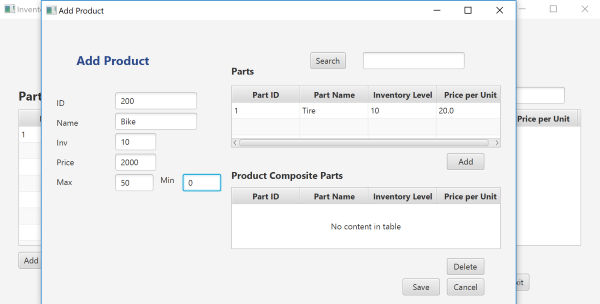 Invent
Add Product
Add Product
Search
Parts
Part ID Part Name Inventory Level Price per Unit
1 Tire 10 20.0
Add
ID 200
Name Bike
Inv 10
Price 2000
Max 50 Min 0
Product Composite Parts
Part ID Part Name Inventory Level Price per Unit
No content in table
Delete
Save Cancel
Part
1
Add
Price per Unit
xit